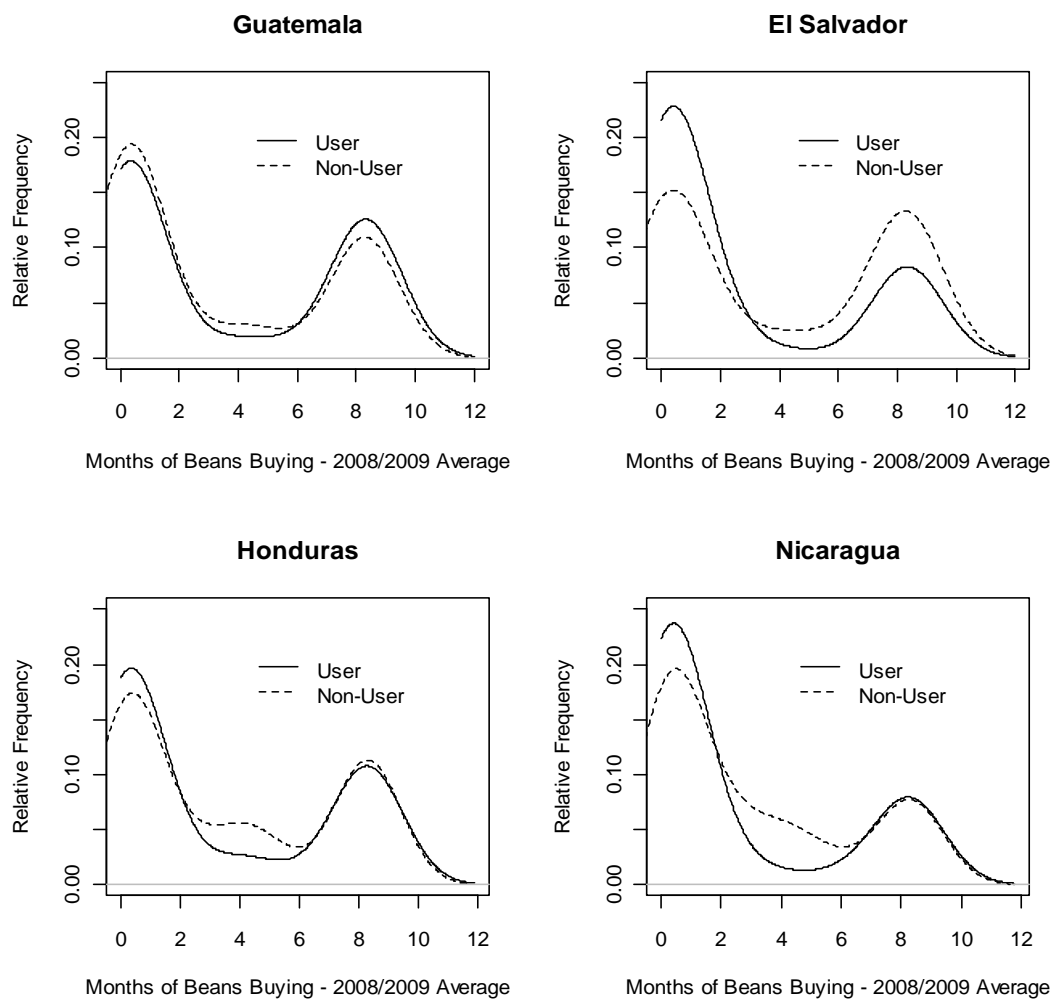 Guatemala
Relative Frequency
0.20
0.10
0.00
User
Non-User
0 2 4 6 8 10 12
Months of Beans Buying - 2008/2009 Average
El Salvador
Relative Frequency
0.20
0.10
0.00
User
Non-User
0 2 4 6 8 10 12
Months of Beans Buying - 2008/2009 Average
Honduras
Relative Frequency
0.20
0.10
0.00
User
Non-User
0 2 4 6 8 10 12
Months of Beans Buying - 2008/2009 Average
Nicaragua
Relative Frequency
0.20
0.10
0.00
User
Non-User
0 2 4 6 8 10 12
Months of Beans Buying - 2008/2009 Average